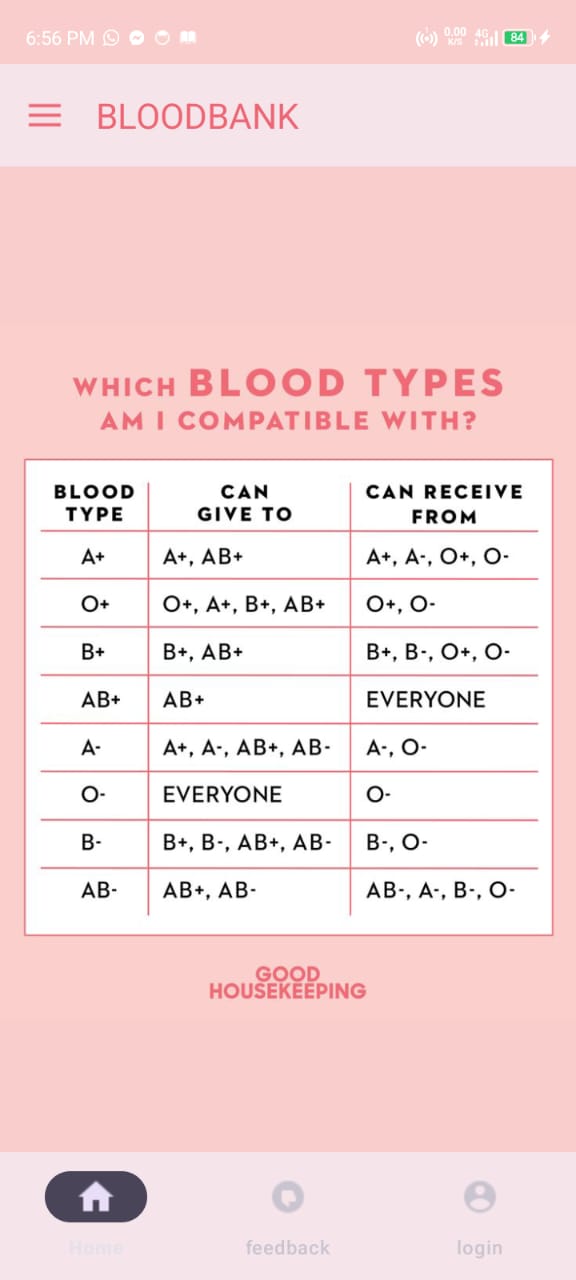 6:56 PM
0.00 K/S 4G 84
BLOODBANK
WHICH BLOOD TYPES
AM I COMPATIBLE WITH?
BLOOD TYPE CAN GIVE TO CAN RECEIVE FROM
A+ A+, AB+ A+, A-, O+, O-
O+ O+, A+, B+, AB+ O+, O-
B+ B+, AB+ B+, B-, O+, O-
AB+ AB+ EVERYONE
A- A+, A-, AB+, AB- A-, O-
O- EVERYONE O-
B- B+, B-, AB+, AB- B-, O-
AB- AB+, AB- AB-, A-, B-, O-
GOOD
HOUSEKEEPING
Home feedback login